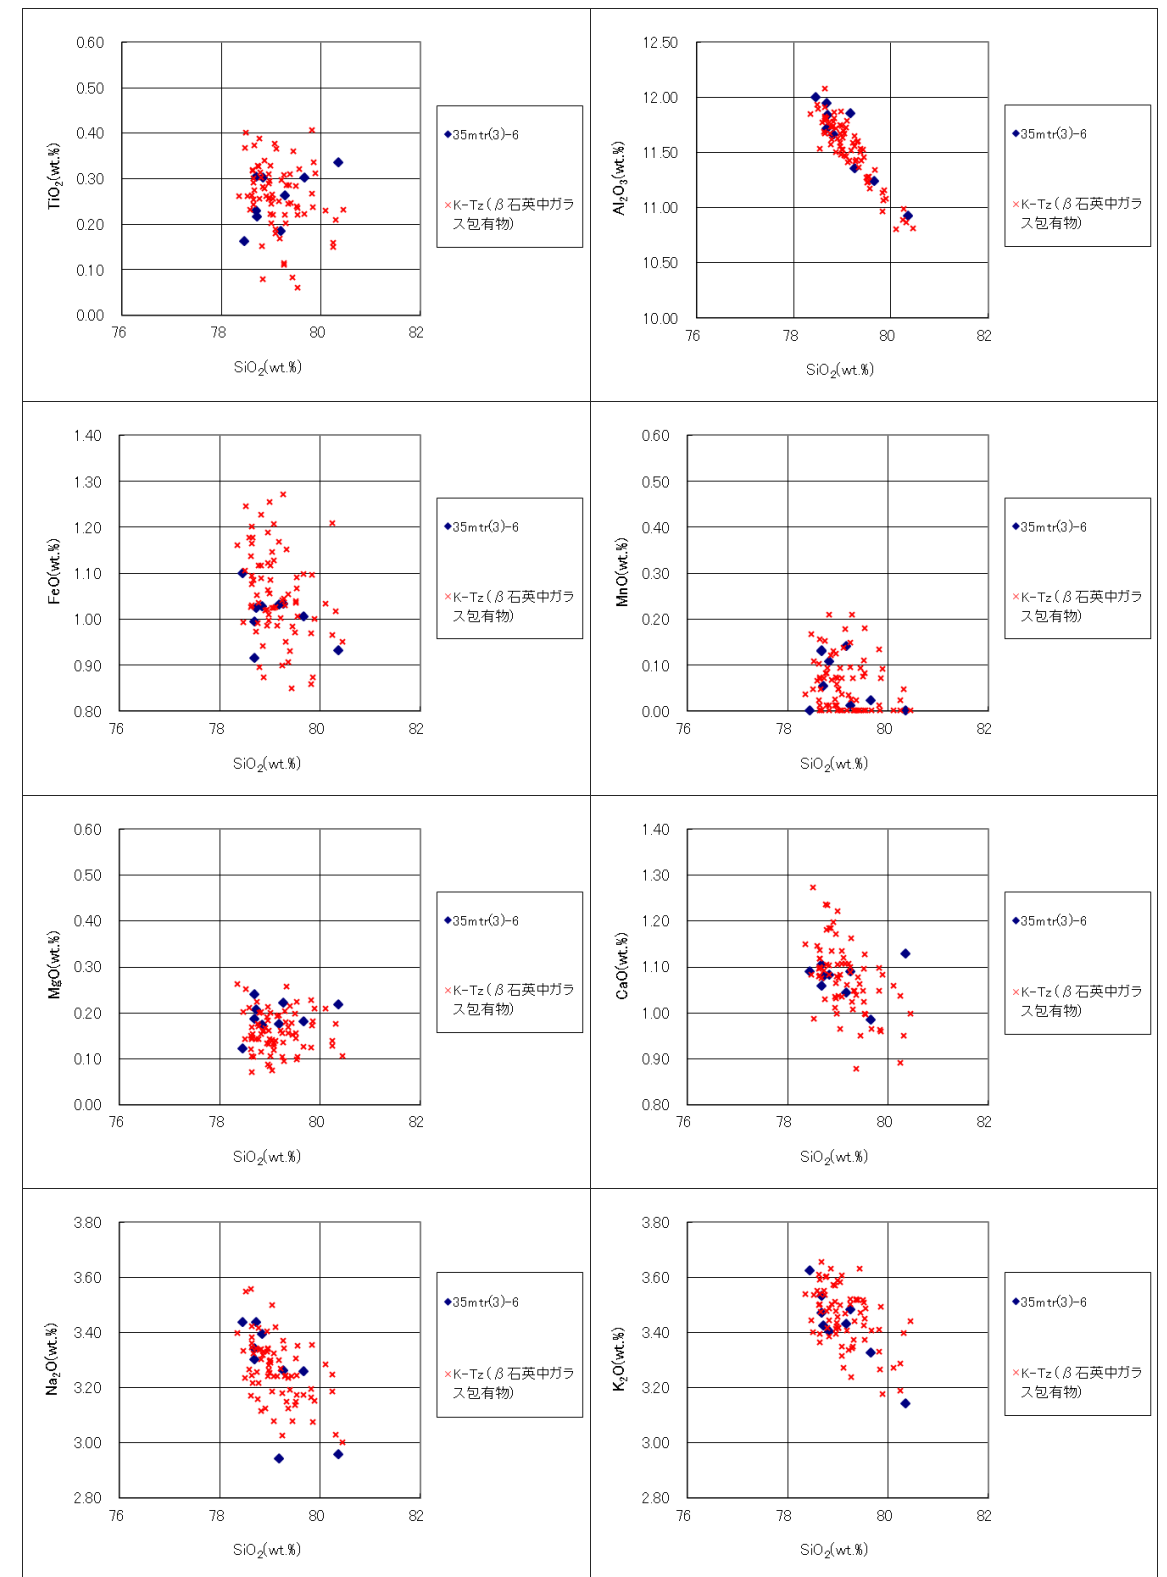 0.60
0.50
0.40
0.30
0.20
0.10
0.00
TiO2(wt.%)
76
78
80
82
SiO2(wt.%)
35mtr(3)-6
K-Tz(β石英中ガラ
ス包有物)
12.50
12.00
11.50
11.00
10.50
10.00
Al2O3(wt.%)
76
78
80
82
SiO2(wt.%)
35mtr(3)-6
K-Tz(β石英中ガラ
ス包有物)
1.40
1.30
1.20
1.10
1.00
0.90
0.80
FeO(wt.%)
76
78
80
82
SiO2(wt.%)
35mtr(3)-6
K-Tz(β石英中ガラ
ス包有物)
0.60
0.50
0.40
0.30
0.20
0.10
0.00
MnO(wt.%)
76
78
80
82
SiO2(wt.%)
35mtr(3)-6
K-Tz(β石英中ガラ
ス包有物)
0.60
0.50
0.40
0.30
0.20
0.10
0.00
MgO(wt.%)
76
78
80
82
SiO2(wt.%)
35mtr(3)-6
K-Tz(β石英中ガラ
ス包有物)
1.40
1.30
1.20
1.10
1.00
0.90
0.80
CaO(wt.%)
76
78
80
82
SiO2(wt.%)
35mtr(3)-6
K-Tz(β石英中ガラ
ス包有物)
3.80
3.60
3.40
3.20
3.00
2.80
Na2O(wt.%)
76
78
80
82
SiO2(wt.%)
35mtr(3)-6
K-Tz(β石英中ガラ
ス包有物)
3.80
3.60
3.40
3.20
3.00
2.80
K2O(wt.%)
76
78
80
82
SiO2(wt.%)
35mtr(3)-6
K-Tz(β石英中ガラ
ス包有物)